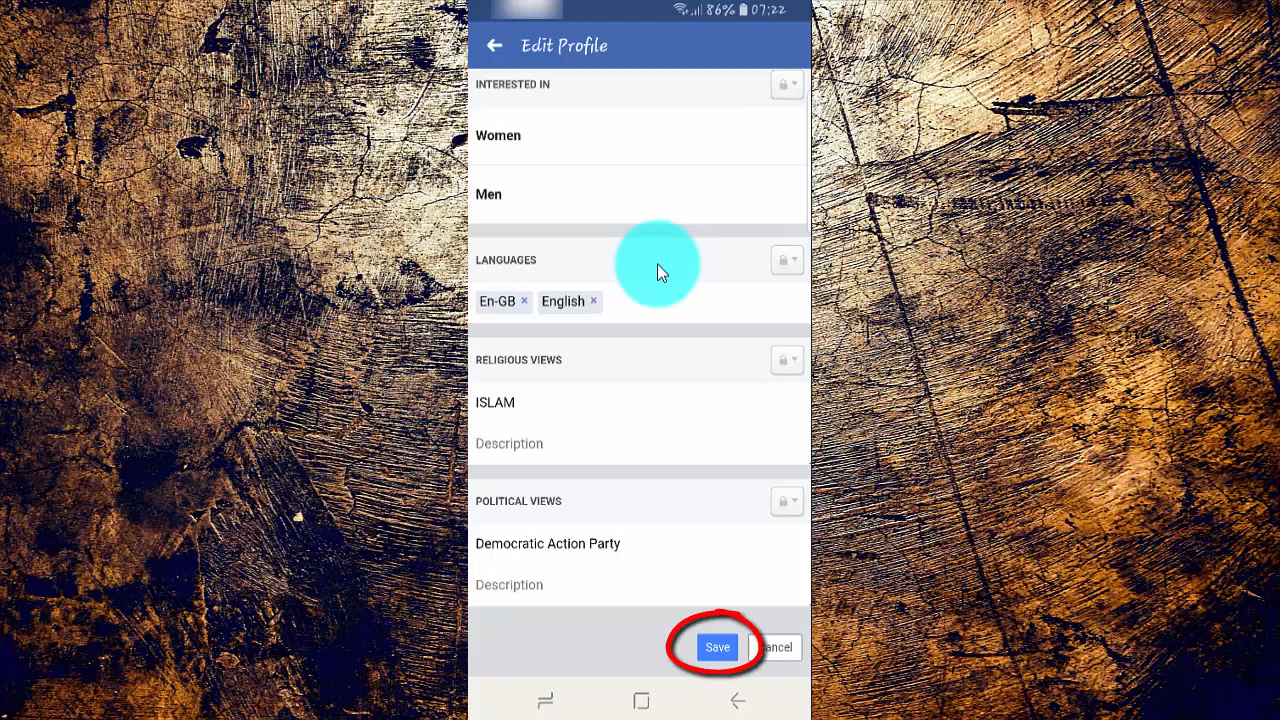 86% 07:22
Edit Profile
INTERESTED IN
Women
Men
LANGUAGES
En-GB × English ×
RELIGIOUS VIEWS
ISLAM
Description
POLITICAL VIEWS
Democratic Action Party
Description
Save ancel